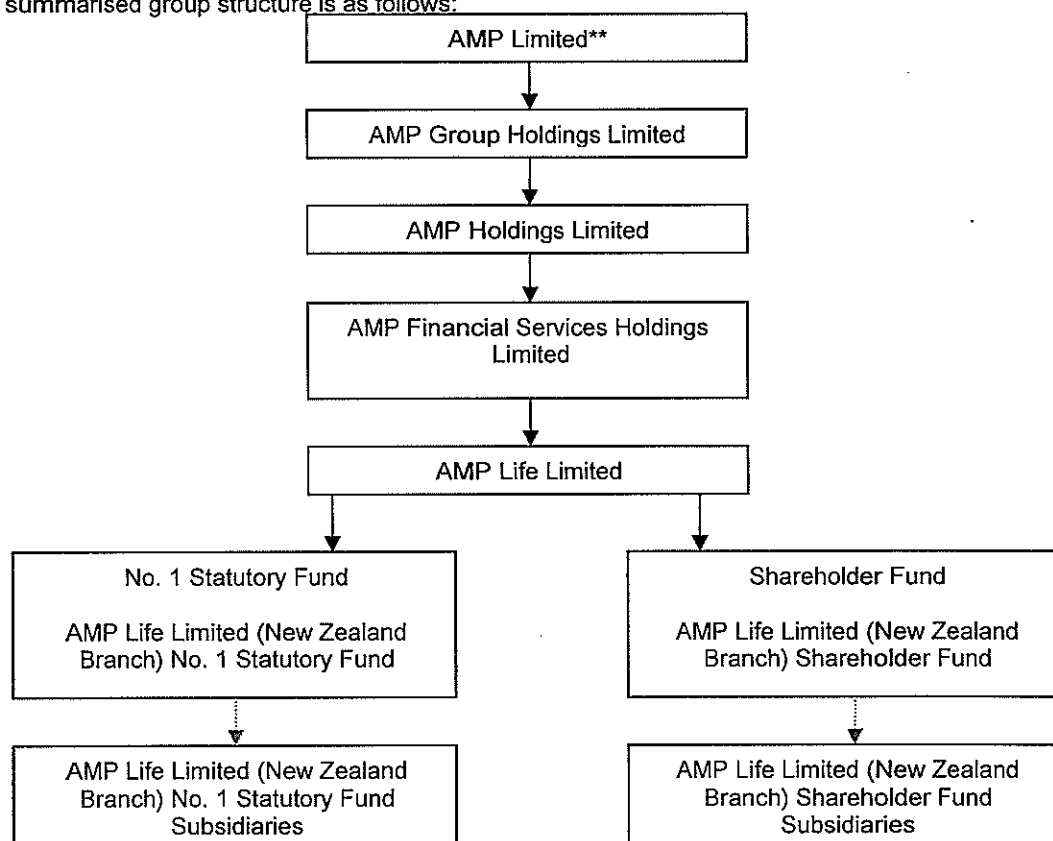 summarised group structure is as follows:
AMP Limited**
AMP Group Holdings Limited
AMP Holdings Limited
AMP Financial Services Holdings
Limited
AMP Life Limited
No. 1 Statutory Fund
AMP Life Limited (New Zealand
Branch) No. 1 Statutory Fund
Shareholder Fund
AMP Life Limited (New Zealand
Branch) Shareholder Fund
AMP Life Limited (New Zealand
Branch) No. 1 Statutory Fund
Subsidiaries
AMP Life Limited (New Zealand
Branch) Shareholder Fund
Subsidiaries